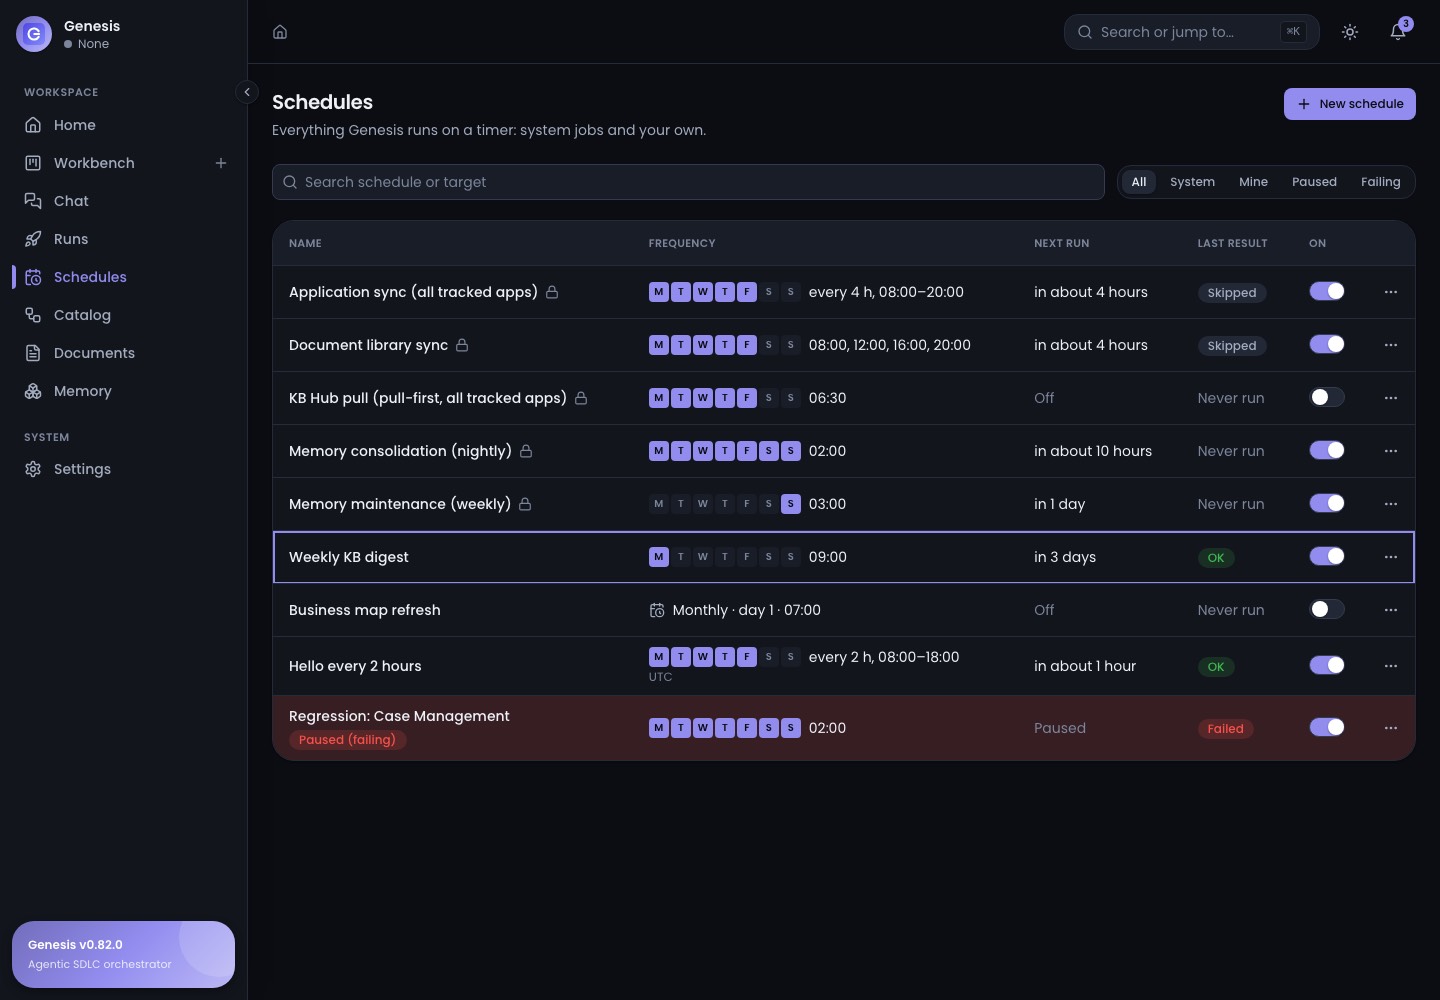 Genesis
None
WORKSPACE
Home
Workbench
Chat
Runs
Schedules
Catalog
Documents
Memory
SYSTEM
Settings
Genesis v0.82.0
Agentic SDLC orchestrator
Search or jump to…
⌘K
3
Schedules
Everything Genesis runs on a timer: system jobs and your own.
New schedule
Search schedule or target
All System Mine Paused Failing
NAME FREQUENCY NEXT RUN LAST RESULT ON
Application sync (all tracked apps) M T W T F S S every 4 h, 08:00–20:00 in about 4 hours Skipped
Document library sync M T W T F S S 08:00, 12:00, 16:00, 20:00 in about 4 hours Skipped
KB Hub pull (pull-first, all tracked apps) M T W T F S S 06:30 Off Never run
Memory consolidation (nightly) M T W T F S S 02:00 in about 10 hours Never run
Memory maintenance (weekly) M T W T F S S 03:00 in 1 day Never run
Weekly KB digest M T W T F S S 09:00 in 3 days OK
Business map refresh Monthly · day 1 · 07:00 Off Never run
Hello every 2 hours M T W T F S S every 2 h, 08:00–18:00 in about 1 hour OK
UTC
Regression: Case Management M T W T F S S 02:00 Paused Failed
Paused (failing)